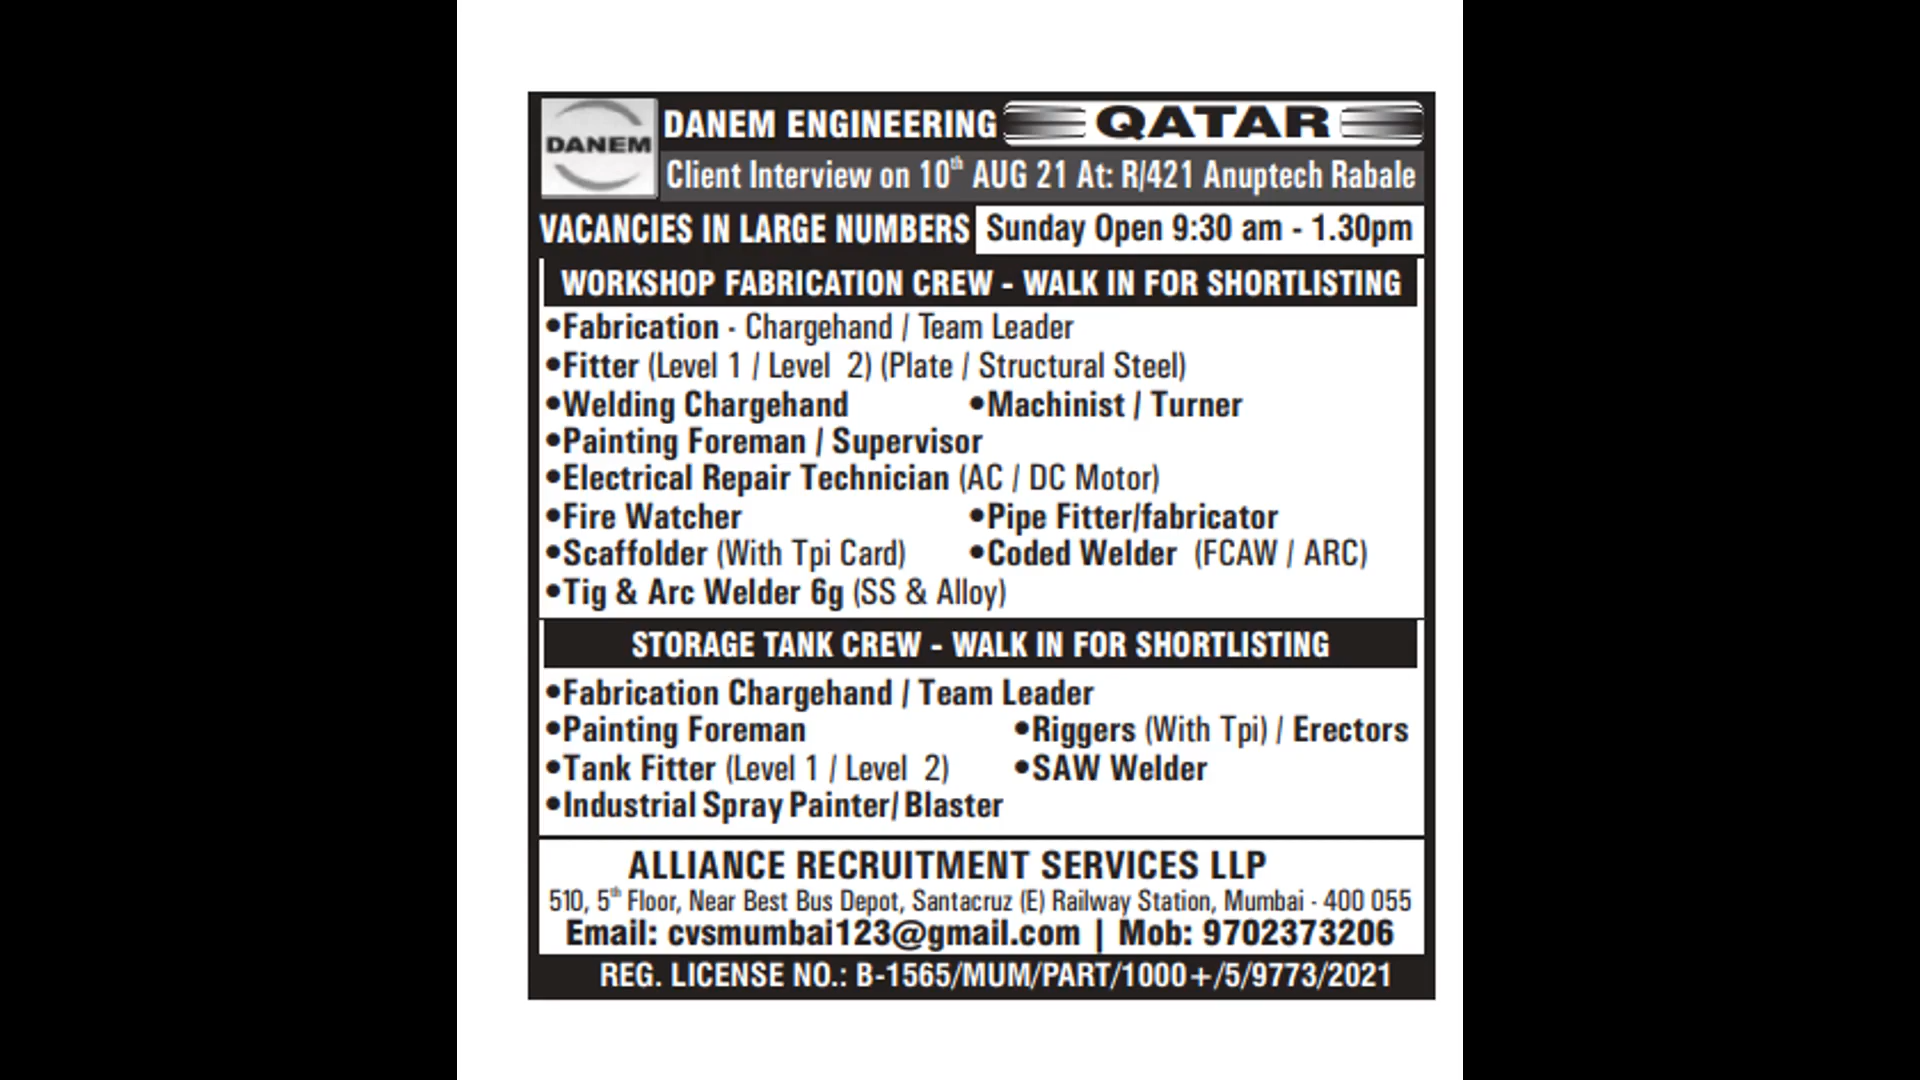 DANEM
DANEM ENGINEERING QATAR
Client Interview on 10th AUG 21 At: R/421 Anuptech Rabale
VACANCIES IN LARGE NUMBERS Sunday Open 9:30 am - 1.30pm
WORKSHOP FABRICATION CREW - WALK IN FOR SHORTLISTING
•Fabrication - Chargehand / Team Leader
•Fitter (Level 1 / Level 2) (Plate / Structural Steel)
•Welding Chargehand •Machinist / Turner
•Painting Foreman / Supervisor
•Electrical Repair Technician (AC / DC Motor)
•Fire Watcher •Pipe Fitter/fabricator
•Scaffolder (With Tpi Card) •Coded Welder (FCAW / ARC)
•Tig & Arc Welder 6g (SS & Alloy)
STORAGE TANK CREW - WALK IN FOR SHORTLISTING
•Fabrication Chargehand / Team Leader
•Painting Foreman •Riggers (With Tpi) / Erectors
•Tank Fitter (Level 1 / Level 2) •SAW Welder
•Industrial Spray Painter/ Blaster
ALLIANCE RECRUITMENT SERVICES LLP
510, 5th Floor, Near Best Bus Depot, Santacruz (E) Railway Station, Mumbai - 400 055
Email: cvsmumbai123@gmail.com | Mob: 9702373206
REG. LICENSE NO.: B-1565/MUM/PART/1000+/5/9773/2021